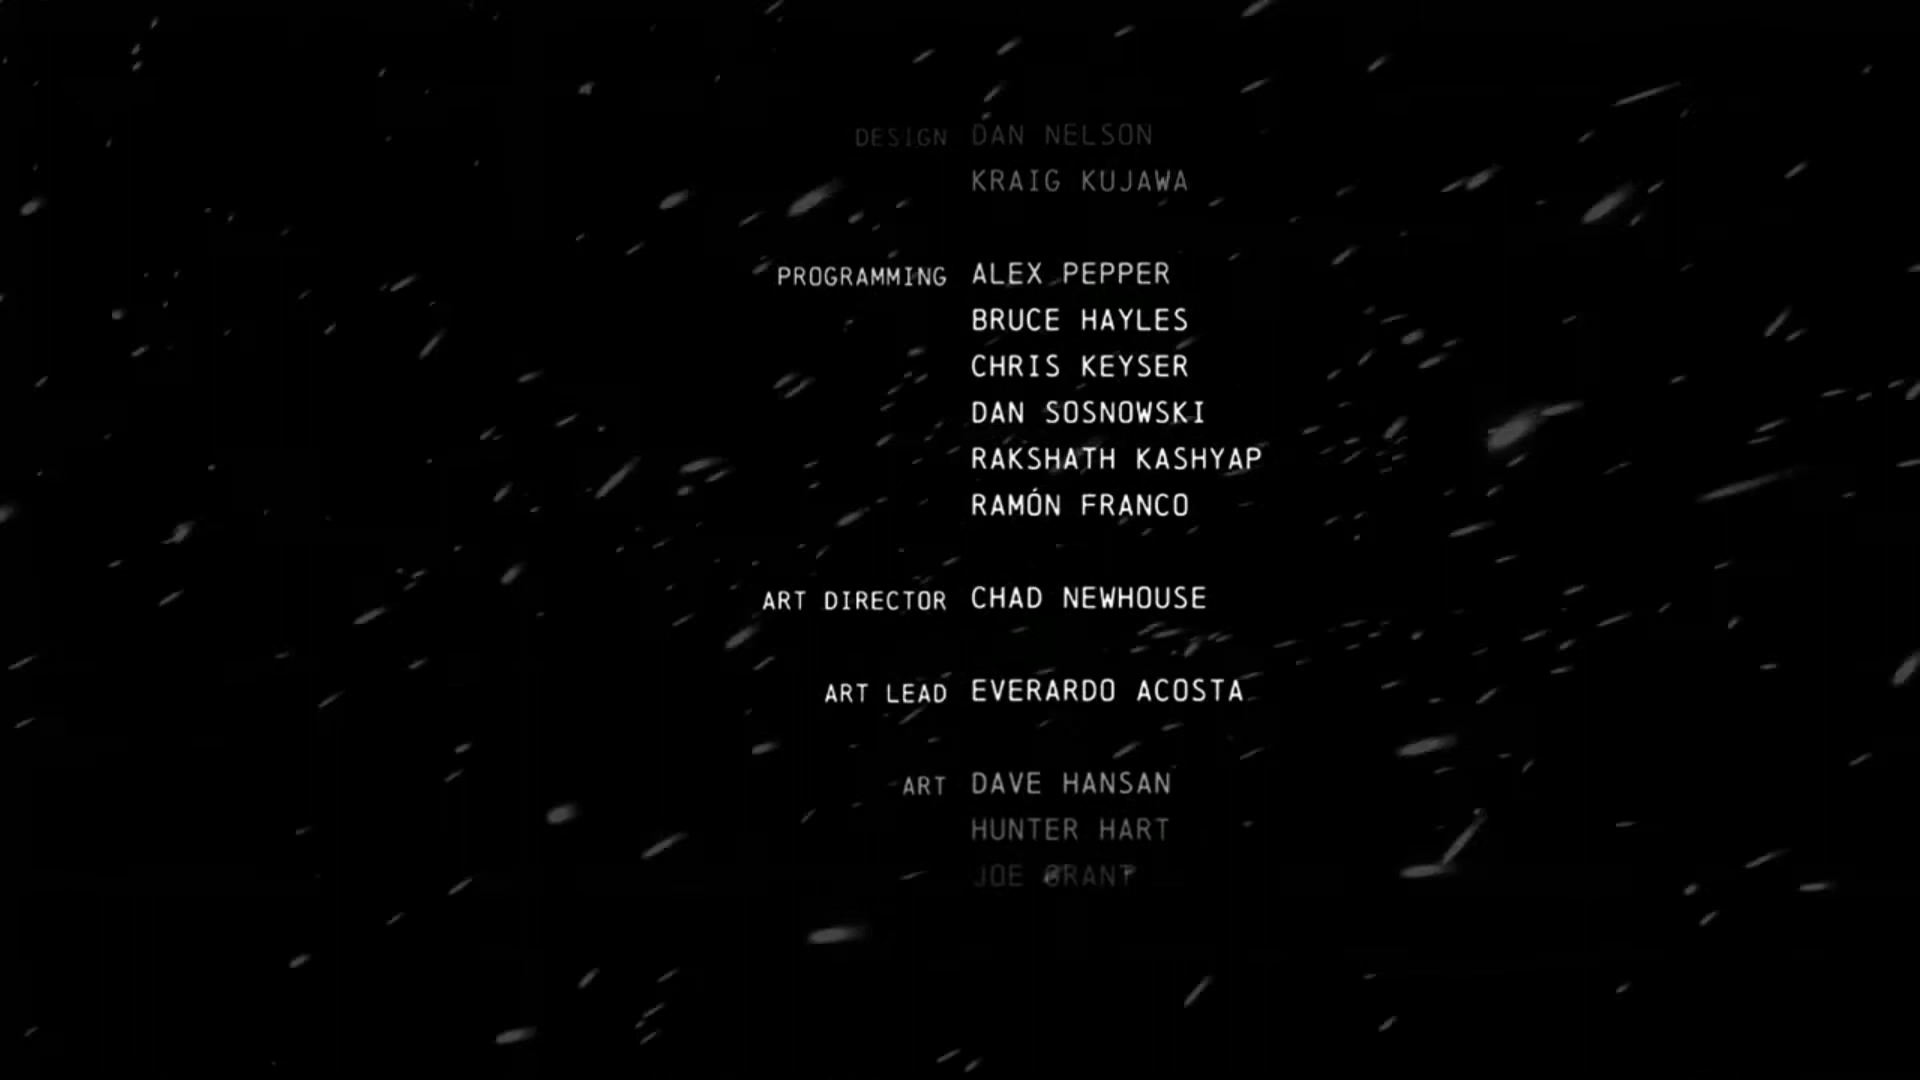 DESIGN DAN NELSON
KRAIG KUJAWA
PROGRAMMING ALEX PEPPER
BRUCE HAYLES
CHRIS KEYSER
DAN SOSNOWSKI
RAKSHATH KASHYAP
RAMÓN FRANCO
ART DIRECTOR CHAD NEWHOUSE
ART LEAD EVERARDO ACOSTA
ART DAVE HANSAN
HUNTER HART
JOE GRANT